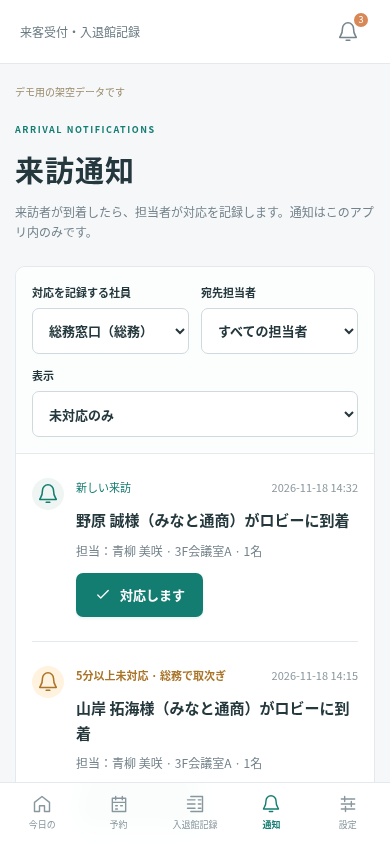 来客受付・入退館記録
3
デモ用の架空データです
ARRIVAL NOTIFICATIONS
来訪通知
来訪者が到着したら、担当者が対応を記録します。通知はこのアプ
リ内のみです。
対応を記録する社員
宛先担当者
総務窓口（総務）
すべての担当者
表示
未対応のみ
新しい来訪
2026-11-18 14:32
野原 誠様（みなと通商）がロビーに到着
担当：青柳 美咲 · 3F会議室A · 1名
対応します
5分以上未対応・総務で取次ぎ
2026-11-18 14:15
山岸 拓海様（みなと通商）がロビーに到
着
担当：青柳 美咲 · 3F会議室A · 1名
今日の
予約
入退館記録
通知
設定